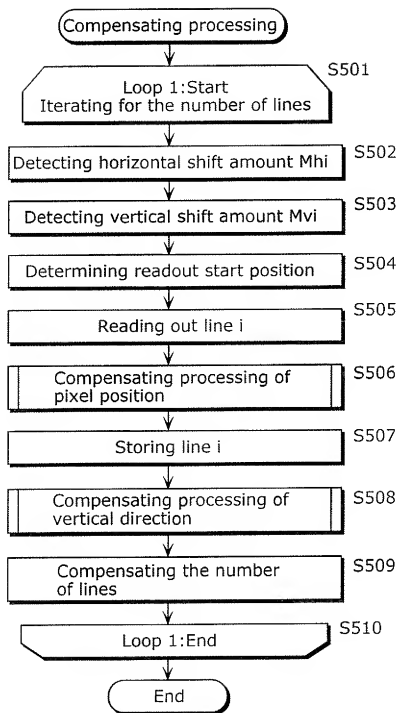 Compensating processing
S501
Loop 1:Start
Iterating for the number of lines
S502
Detecting horizontal shift amount Mhi
S503
Detecting vertical shift amount Mvi
S504
Determining readout start position
S505
Reading out line i
S506
Compensating processing of
pixel position
S507
Storing line i
S508
Compensating processing of
vertical direction
S509
Compensating the number
of lines
S510
Loop 1:End
End